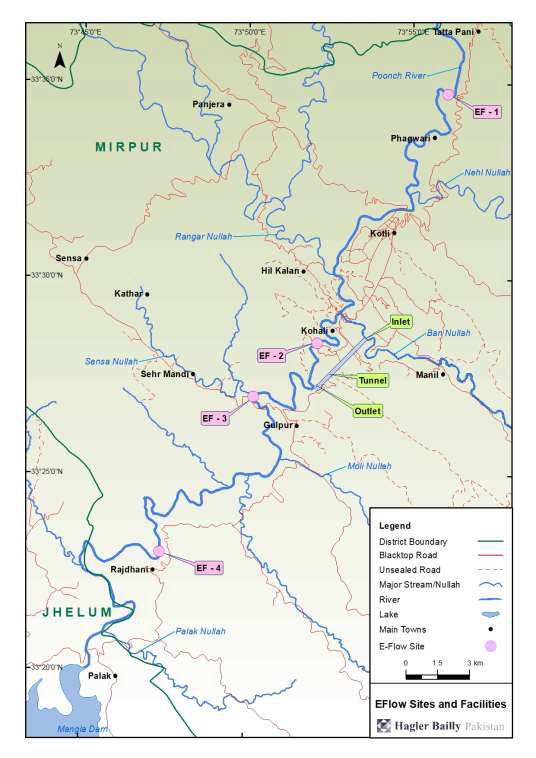 73°45'0"E
73°50'0"E
73°55'0"E
Tatta Pani
N
Poonch River
33°35'0"N
Panjera
EF - 1
Phagwari
MIRPUR
Nehl Nullah
Rangar Nullah
Kotli
Sensa
33°30'0"N
Hil Kalan
Kathar
Inlet
Kohali
Ban Nullah
EF - 2
Sensa Nullah
Sehr Mandi
Tunnel
Manil
Outlet
EF - 3
Gulpur
33°25'0"N
Moli Nullah
EF - 4
Rajdhant
JHELUM
Palak Nullah
33°20'0"N
Palak
Mangla Dam
Legend
District Boundary
Blacktop Road
Unsealed Road
Major Stream/Nullah
River
Lake
Main Towns
E-Flow Site
0 1.5 3 km
EFlow Sites and Facilities
Hagler Bailly Pakistan